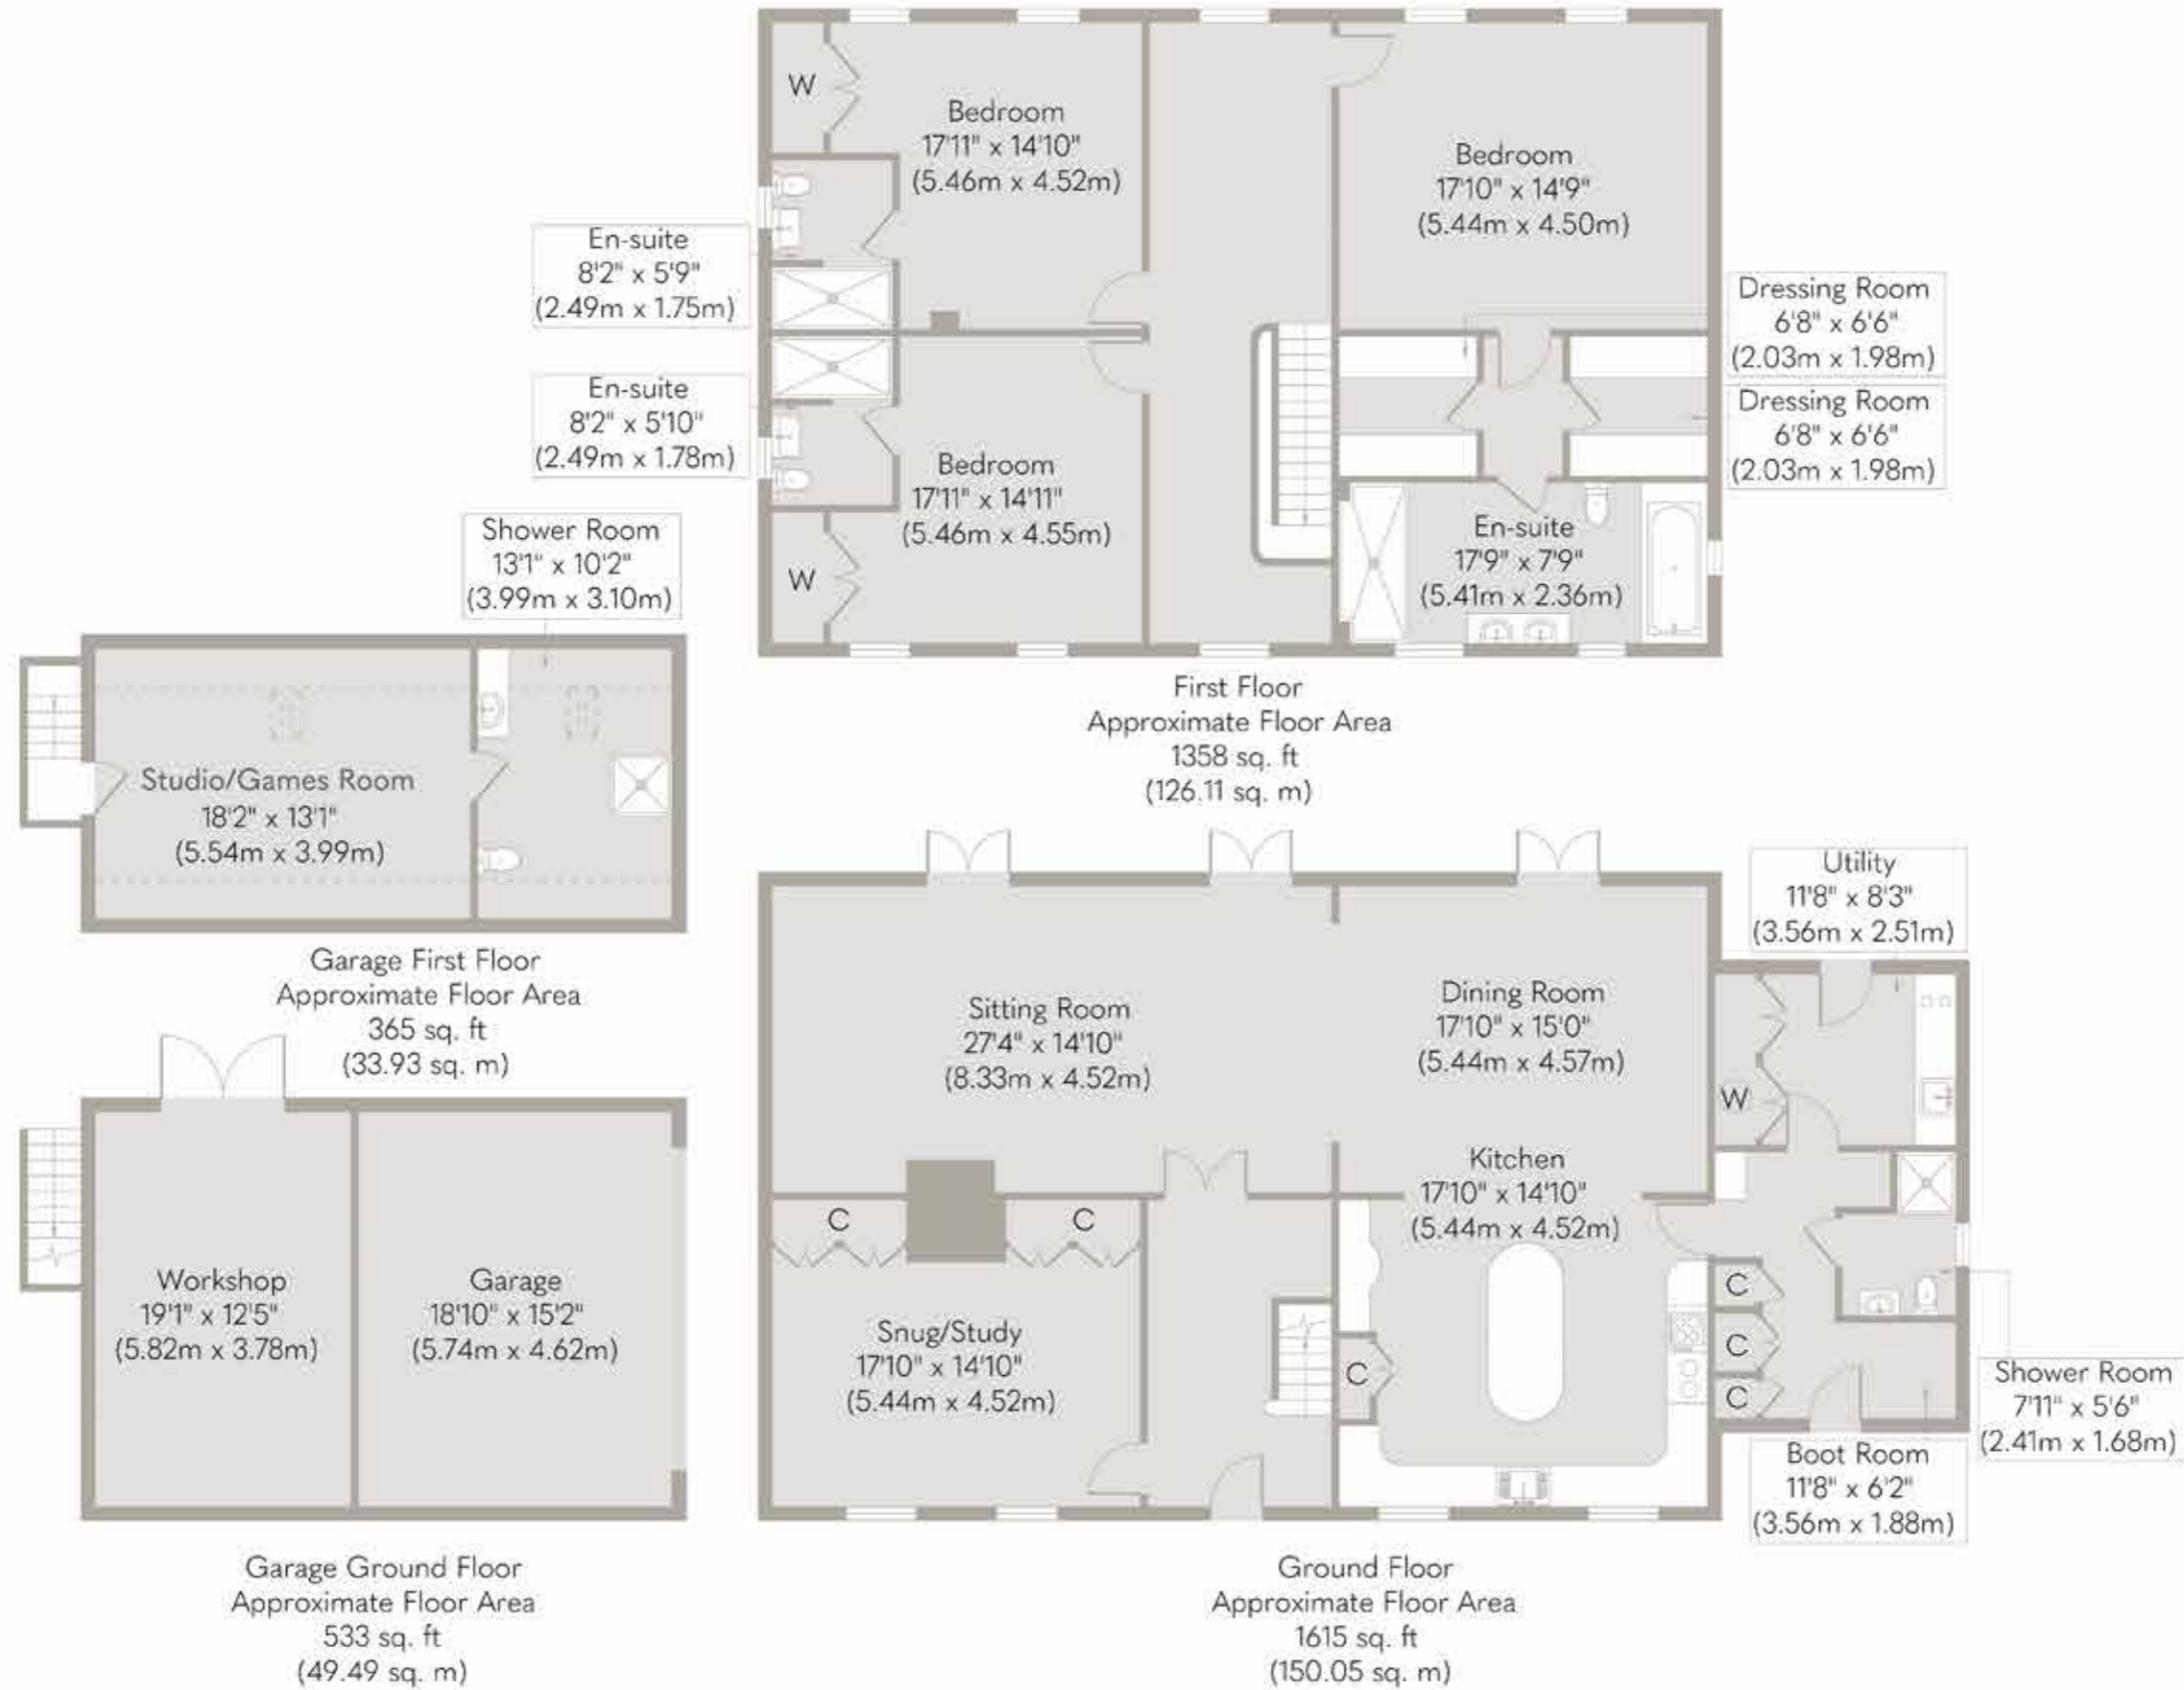 W
Bedroom
17'11" x 14'10"
(5.46m x 4.52m)
Bedroom
17'10" x 14'9"
(5.44m x 4.50m)
En-suite
8'2" x 5'9"
(2.49m x 1.75m)
Dressing Room
6'8" x 6'6"
(2.03m x 1.98m)
En-suite
8'2" x 5'10"
(2.49m x 1.78m)
Dressing Room
6'8" x 6'6"
(2.03m x 1.98m)
Bedroom
17'11" x 14'11"
(5.46m x 4.55m)
W
En-suite
17'9" x 7'9"
(5.41m x 2.36m)
First Floor
Approximate Floor Area
1358 sq. ft
(126.11 sq. m)
Shower Room
13'1" x 10'2"
(3.99m x 3.10m)
Studio/Games Room
18'2" x 13'1"
(5.54m x 3.99m)
Garage First Floor
Approximate Floor Area
365 sq. ft
(33.93 sq. m)
Workshop
19'1" x 12'5"
(5.82m x 3.78m)
Garage
18'10" x 15'2"
(5.74m x 4.62m)
Garage Ground Floor
Approximate Floor Area
533 sq. ft
(49.49 sq. m)
Sitting Room
27'4" x 14'10"
(8.33m x 4.52m)
Dining Room
17'10" x 15'0"
(5.44m x 4.57m)
Utility
11'8" x 8'3"
(3.56m x 2.51m)
W
Kitchen
17'10" x 14'10"
(5.44m x 4.52m)
C
C
Snug/Study
17'10" x 14'10"
(5.44m x 4.52m)
C
C
C
C
Shower Room
7'11" x 5'6"
(2.41m x 1.68m)
Boot Room
11'8" x 6'2"
(3.56m x 1.88m)
Ground Floor
Approximate Floor Area
1615 sq. ft
(150.05 sq. m)